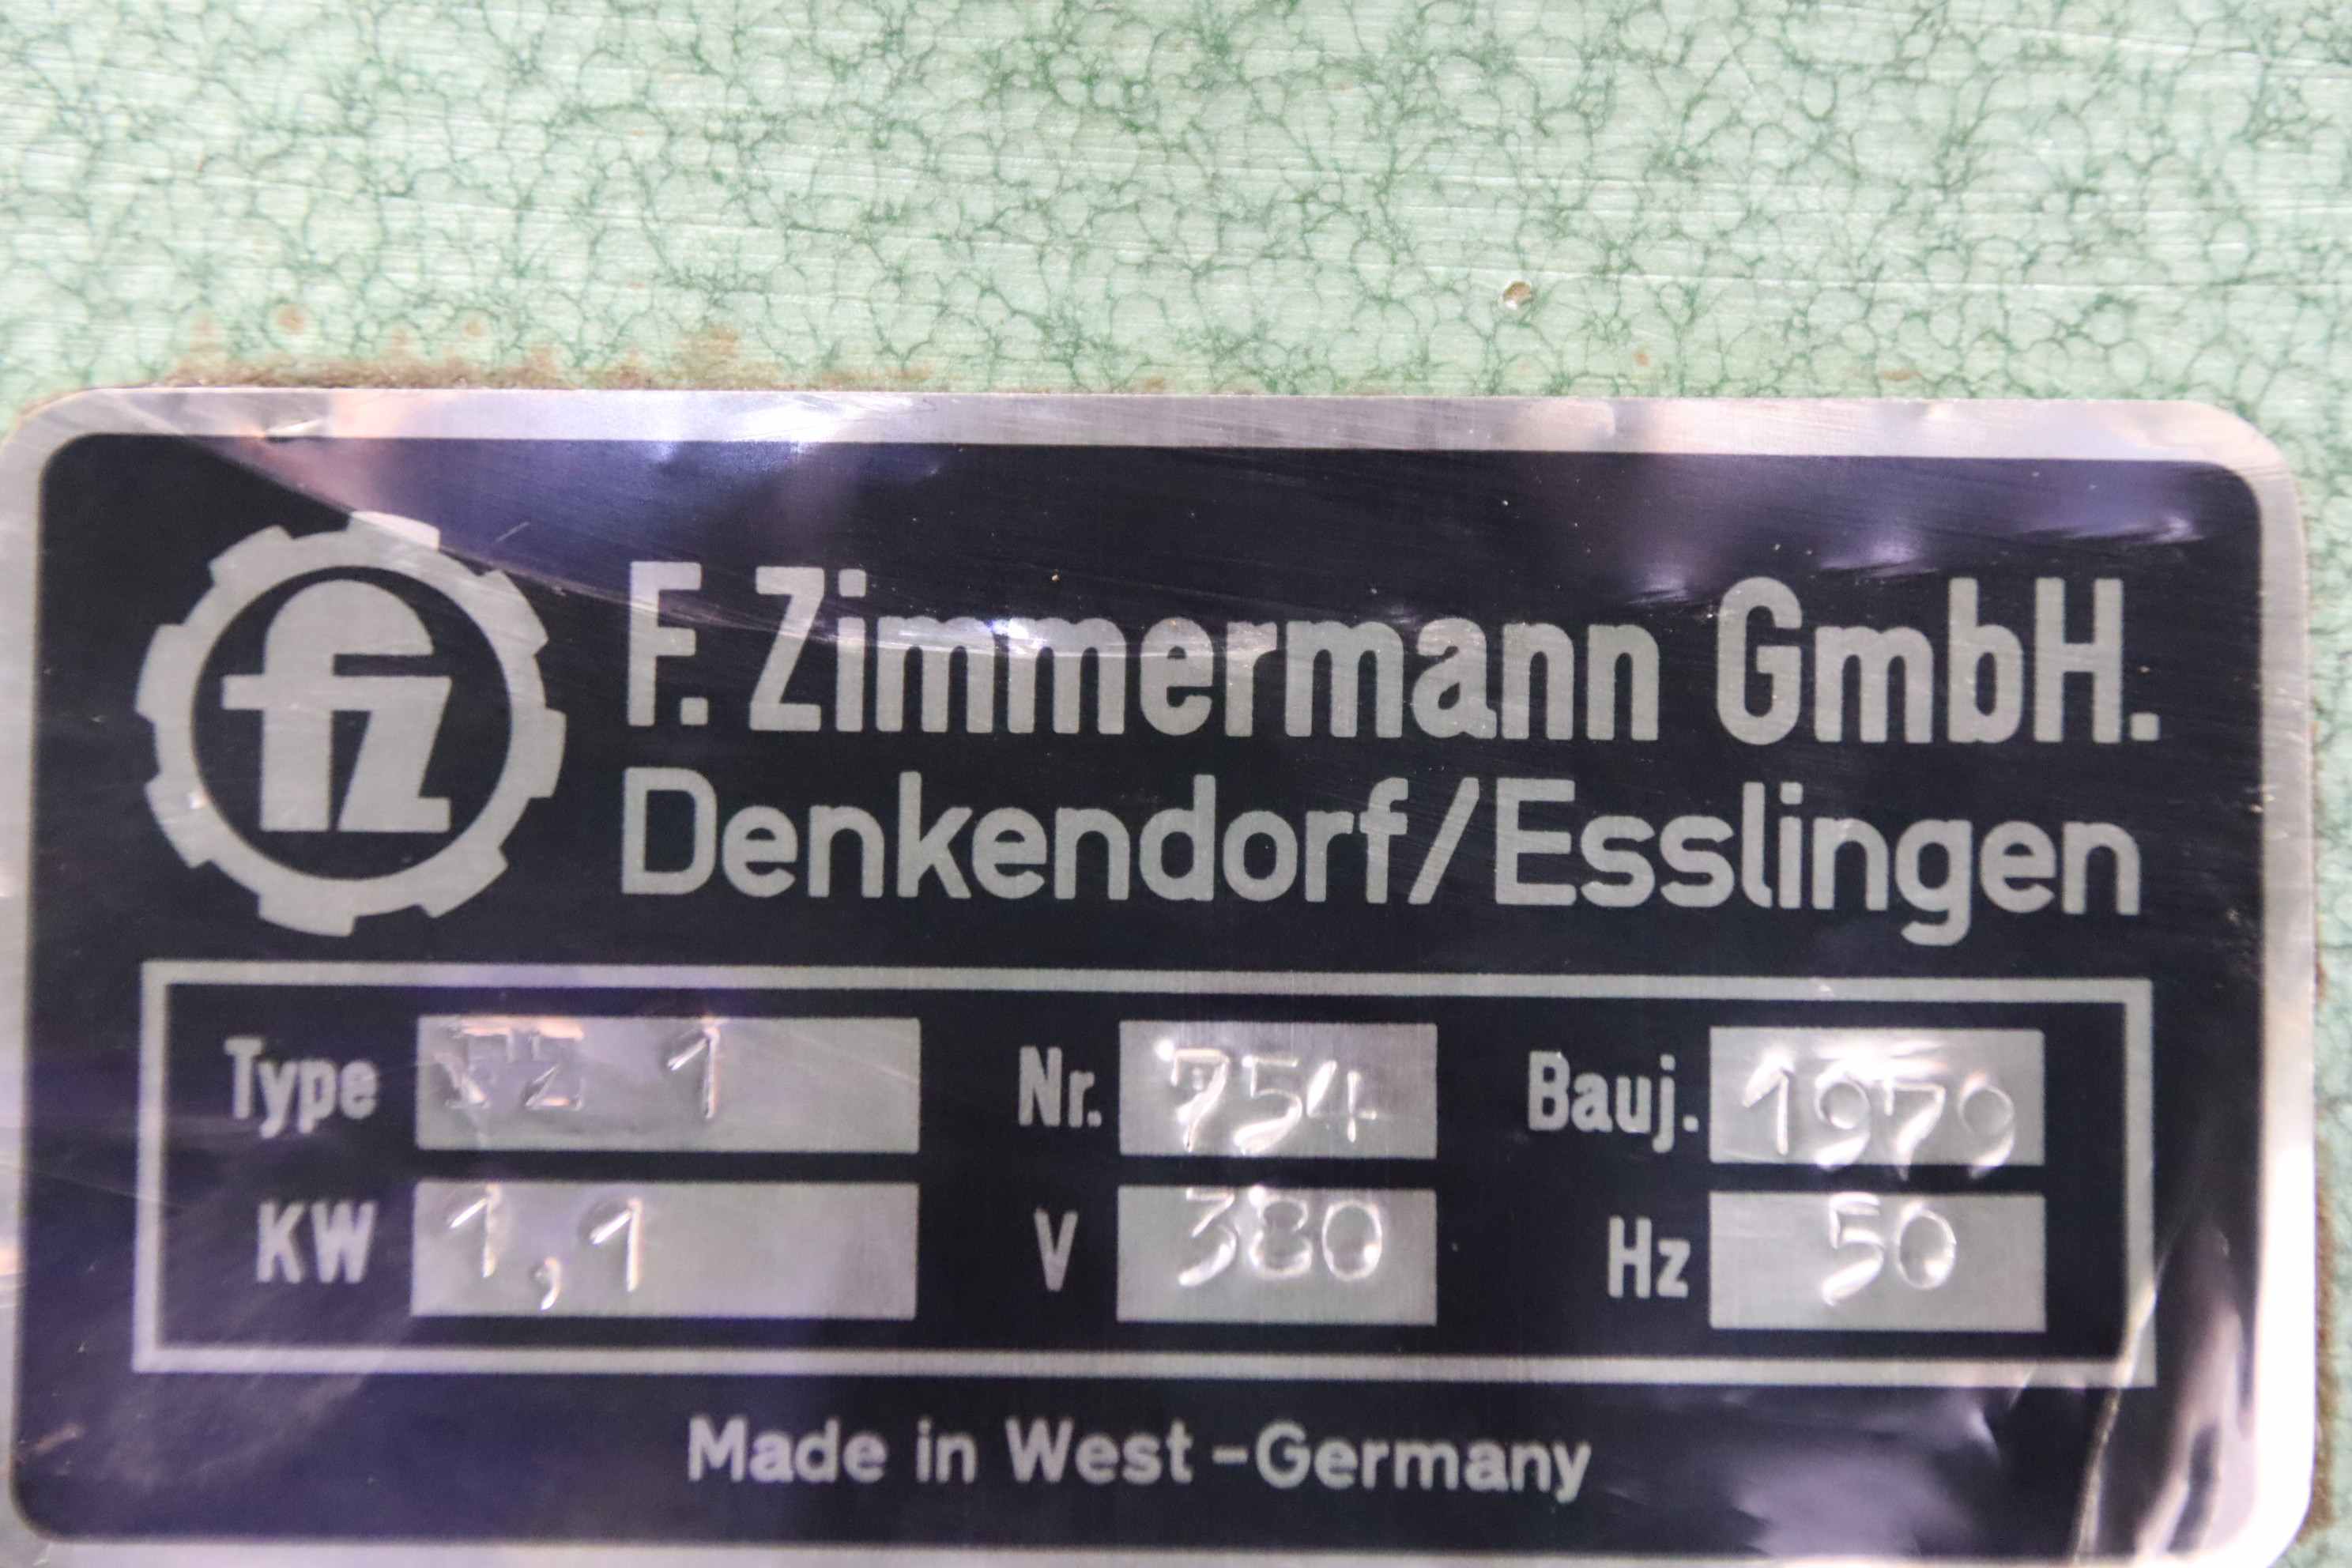 fz
F. Zimmermann GmbH.
Denkendorf/Esslingen
Type FZ 1 Nr. 754 Bauj. 1979
KW 1,1 V 380 Hz 50
Made in West-Germany